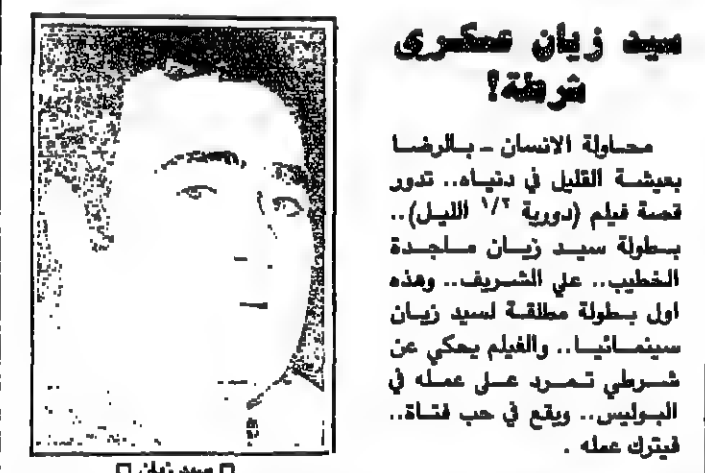 سيد زيان عسكرى
شرطة!
محاولة الانسان - بالرضا
بعيشة القليل في دنياه.. تدور
قصة فيلم (دورية ١/٢ الليل)..
بطولة سيد زيان ماجدة
الخطيب.. علي الشريف.. وهذه
اول بطولة مطلقة لسيد زيان
سينمائيا.. والفيلم يحكي عن
شرطي تمرد على عمله في
البوليس.. ويقع في حب فتاة..
فيترك عمله .
□ سيد زيان □